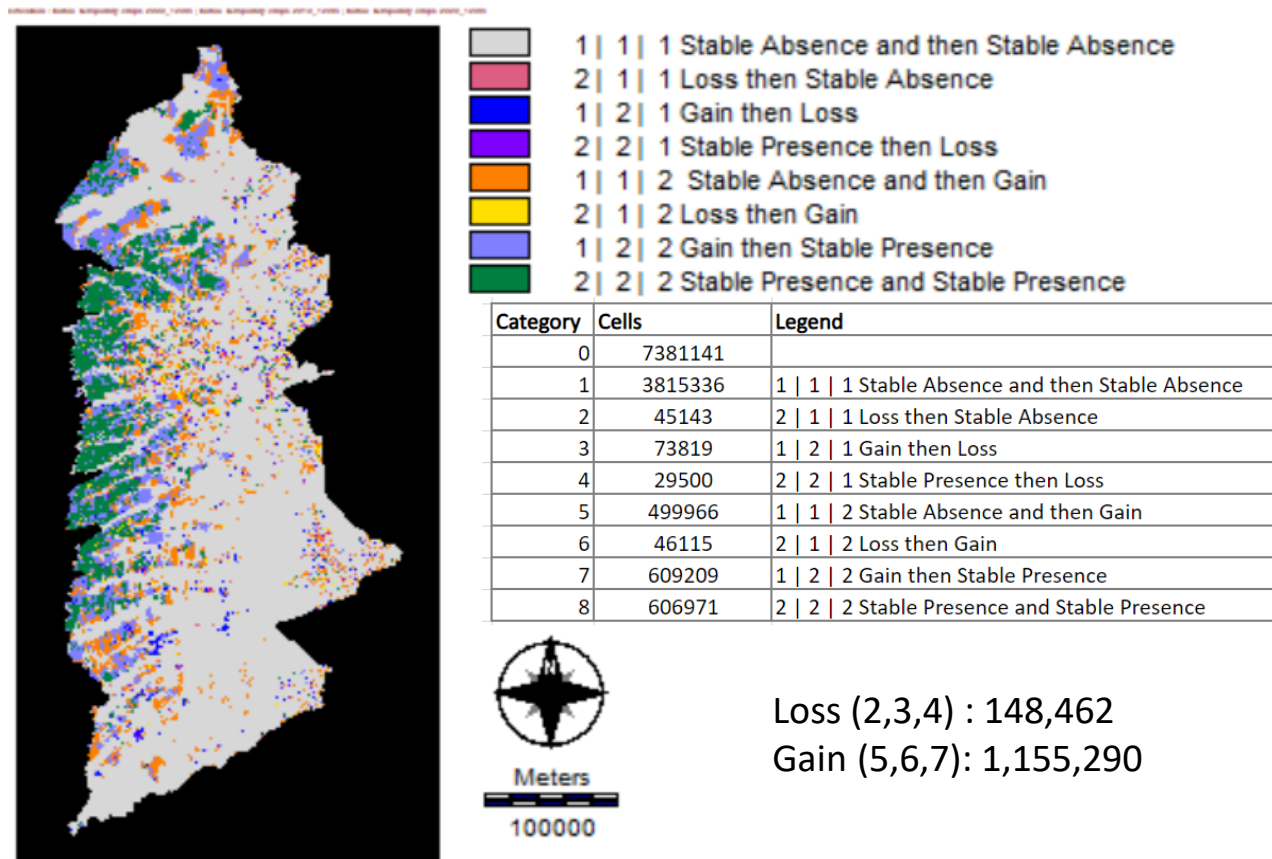 1| 1| 1 Stable Absence and then Stable Absence
2| 1| 1 Loss then Stable Absence
1| 2| 1 Gain then Loss
2| 2| 1 Stable Presence then Loss
1| 1| 2 Stable Absence and then Gain
2| 1| 2 Loss then Gain
1| 2| 2 Gain then Stable Presence
2| 2| 2 Stable Presence and Stable Presence
Category Cells Legend
0 7381141
1 3815336 1 | 1 | 1 Stable Absence and then Stable Absence
2 45143 2 | 1 | 1 Loss then Stable Absence
3 73819 1 | 2 | 1 Gain then Loss
4 29500 2 | 2 | 1 Stable Presence then Loss
5 499966 1 | 1 | 2 Stable Absence and then Gain
6 46115 2 | 1 | 2 Loss then Gain
7 609209 1 | 2 | 2 Gain then Stable Presence
8 606971 2 | 2 | 2 Stable Presence and Stable Presence
N
Loss (2,3,4) : 148,462
Gain (5,6,7): 1,155,290
Meters
100000